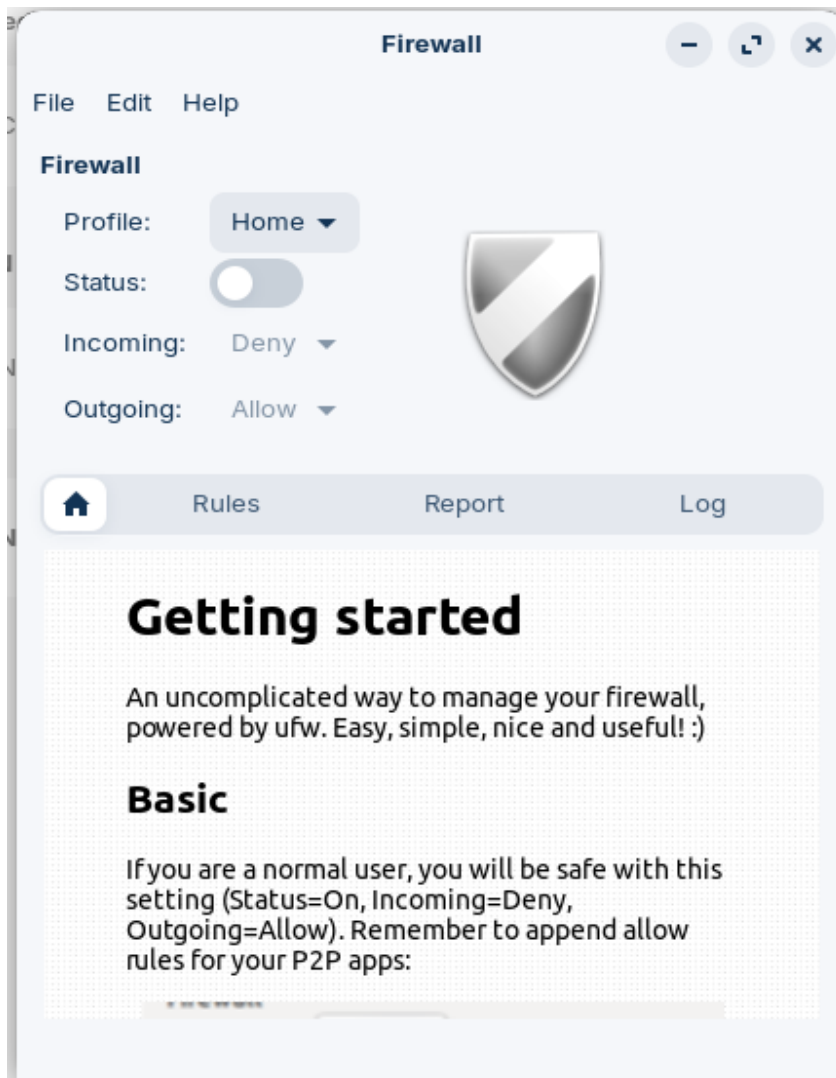 Firewall
File Edit Help
Firewall
Profile: Home
Status:
Incoming: Deny
Outgoing: Allow
Rules Report Log
Getting started
An uncomplicated way to manage your firewall,
powered by ufw. Easy, simple, nice and useful! :)
Basic
If you are a normal user, you will be safe with this
setting (Status=On, Incoming=Deny,
Outgoing=Allow). Remember to append allow
rules for your P2P apps: